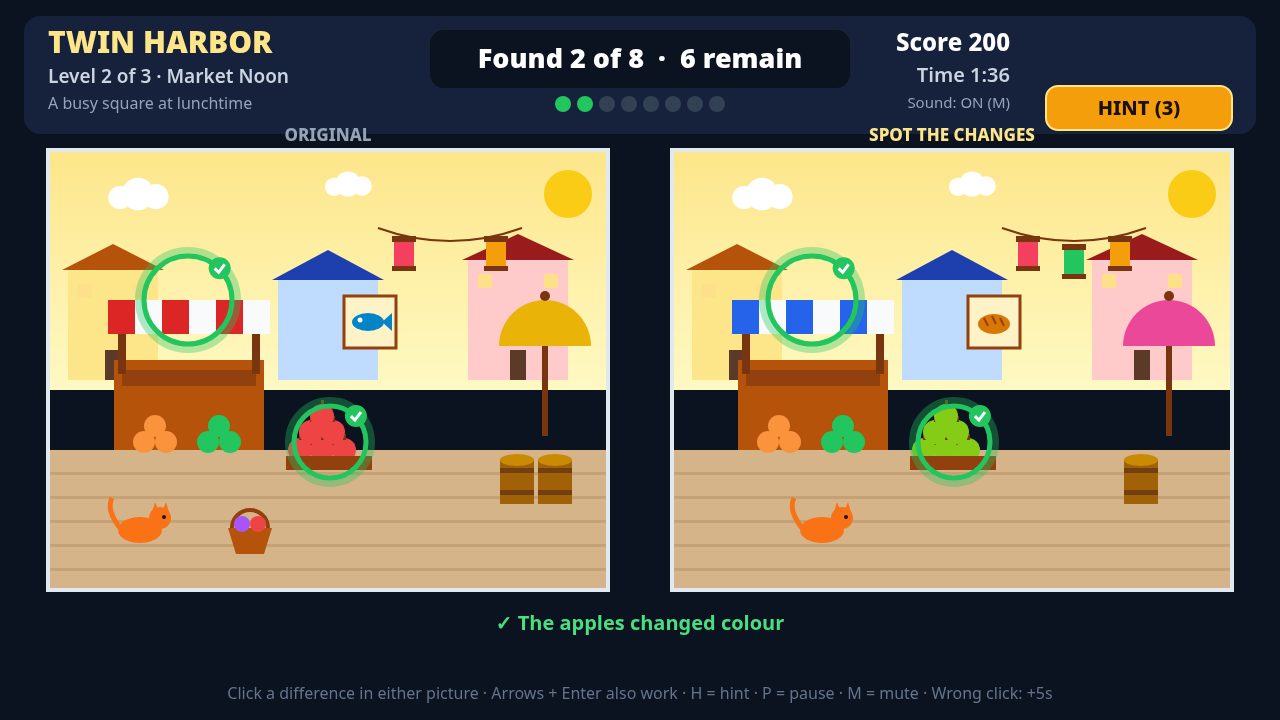 TWIN HARBOR
Level 2 of 3 · Market Noon
A busy square at lunchtime
Found 2 of 8 · 6 remain
Score 200
Time 1:36
Sound: ON (M)
HINT (3)
ORIGINAL
SPOT THE CHANGES
✓ The apples changed colour
Click a difference in either picture · Arrows + Enter also work · H = hint · P = pause · M = mute · Wrong click: +5s